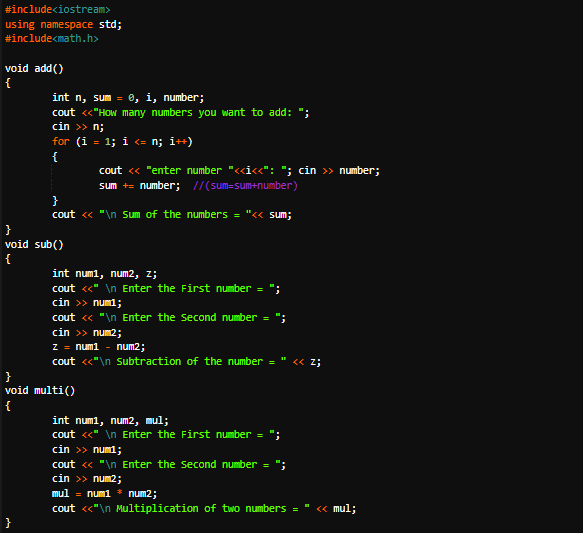 #include<iostream>
using namespace std;
#include<math.h>
void add()
{
int n, sum = 0, i, number;
cout <<"How many numbers you want to add: ";
cin >> n;
for (i = 1; i <= n; i++)
{
cout << "enter number "<<i<<": "; cin >> number;
sum += number;  //(sum=sum+number)
}
cout << "\n Sum of the numbers = "<< sum;
}
void sub()
{
int num1, num2, z;
cout <<" \n Enter the First number = ";
cin >> num1;
cout << "\n Enter the Second number = ";
cin >> num2;
z = num1 - num2;
cout <<"\n Subtraction of the number = " << z;
}
void multi()
{
int num1, num2, mul;
cout <<" \n Enter the First number = ";
cin >> num1;
cout << "\n Enter the Second number = ";
cin >> num2;
mul = num1 * num2;
cout <<"\n Multiplication of two numbers = " << mul;
}